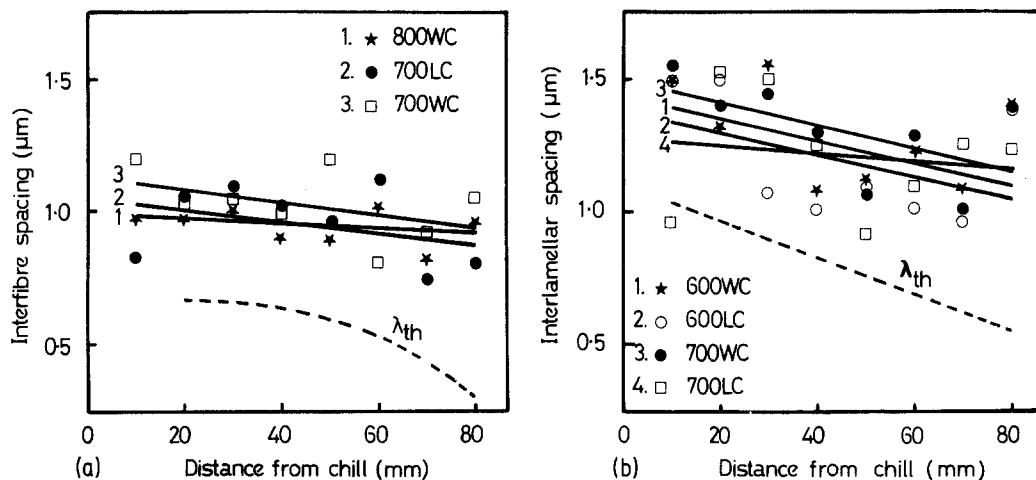 Interfibre spacing (μm)
1·5
1·0
0·5
1. ★ 800WC
2. ● 700LC
3. □ 700WC
3
2
1
λth
0 20 40 60 80
(a) Distance from chill (mm)
Interlamellar spacing (μm)
1·5
1·0
0·5
3
1
2
4
λth
1. ★ 600WC
2. ○ 600LC
3. ● 700WC
4. □ 700LC
0 20 40 60 80
(b) Distance from chill (mm)